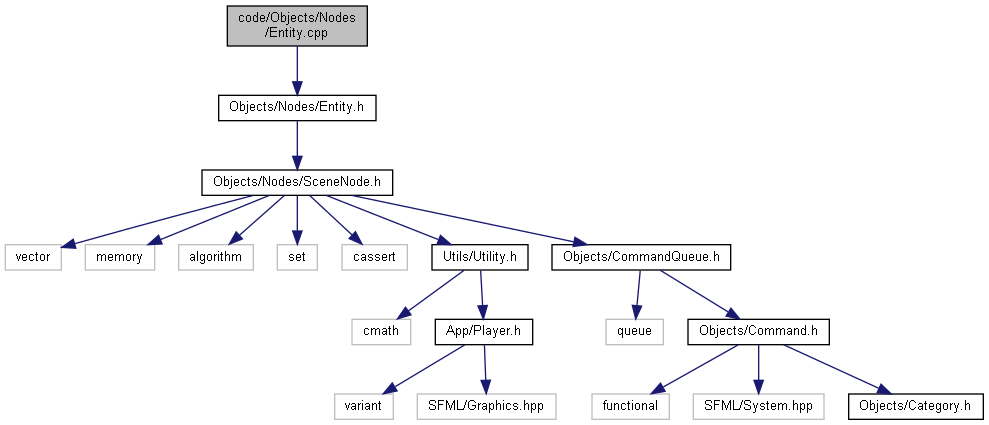 code/Objects/Nodes
/Entity.cpp
Objects/Nodes/Entity.h
Objects/Nodes/SceneNode.h
vector
memory
algorithm
set
cassert
Utils/Utility.h
Objects/CommandQueue.h
cmath
App/Player.h
queue
Objects/Command.h
variant
SFML/Graphics.hpp
functional
SFML/System.hpp
Objects/Category.h